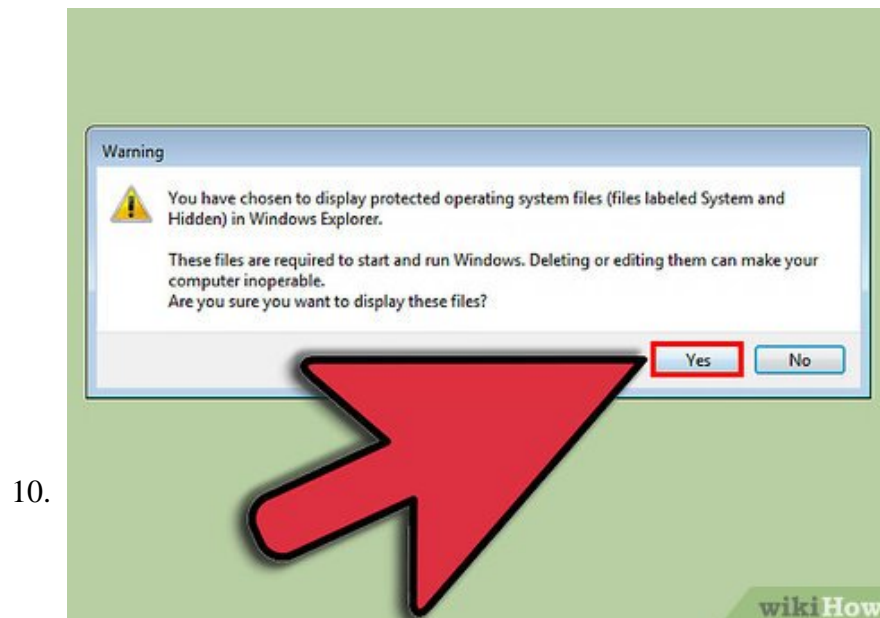 Warning
You have chosen to display protected operating system files (files labeled System and
Hidden) in Windows Explorer.
These files are required to start and run Windows. Deleting or editing them can make your
computer inoperable.
Are you sure you want to display these files?
Yes No
10.
wikiHow